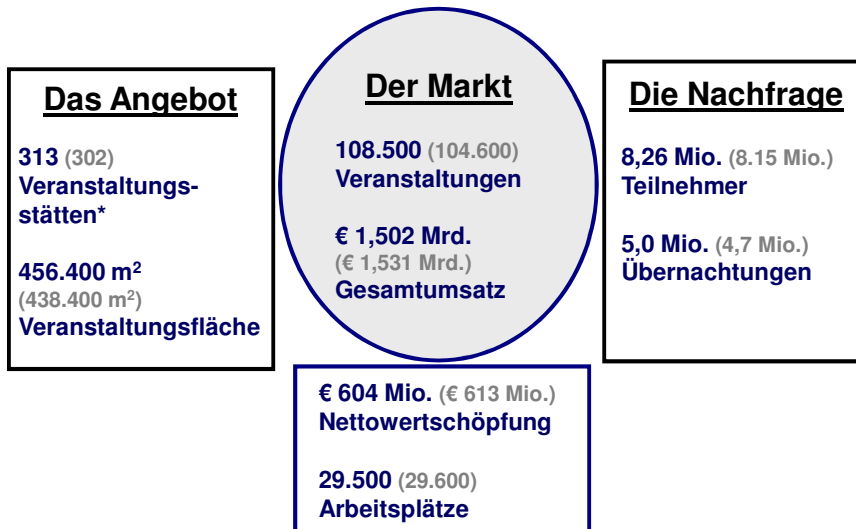 Das Angebot
313 (302)
Veranstaltungs-
stätten*
456.400 m²
(438.400 m²)
Veranstaltungsfläche
Der Markt
108.500 (104.600)
Veranstaltungen
€ 1,502 Mrd.
(€ 1,531 Mrd.)
Gesamtumsatz
Die Nachfrage
8,26 Mio. (8.15 Mio.)
Teilnehmer
5,0 Mio. (4,7 Mio.)
Übernachtungen
€ 604 Mio. (€ 613 Mio.)
Nettowertschöpfung
29.500 (29.600)
Arbeitsplätze